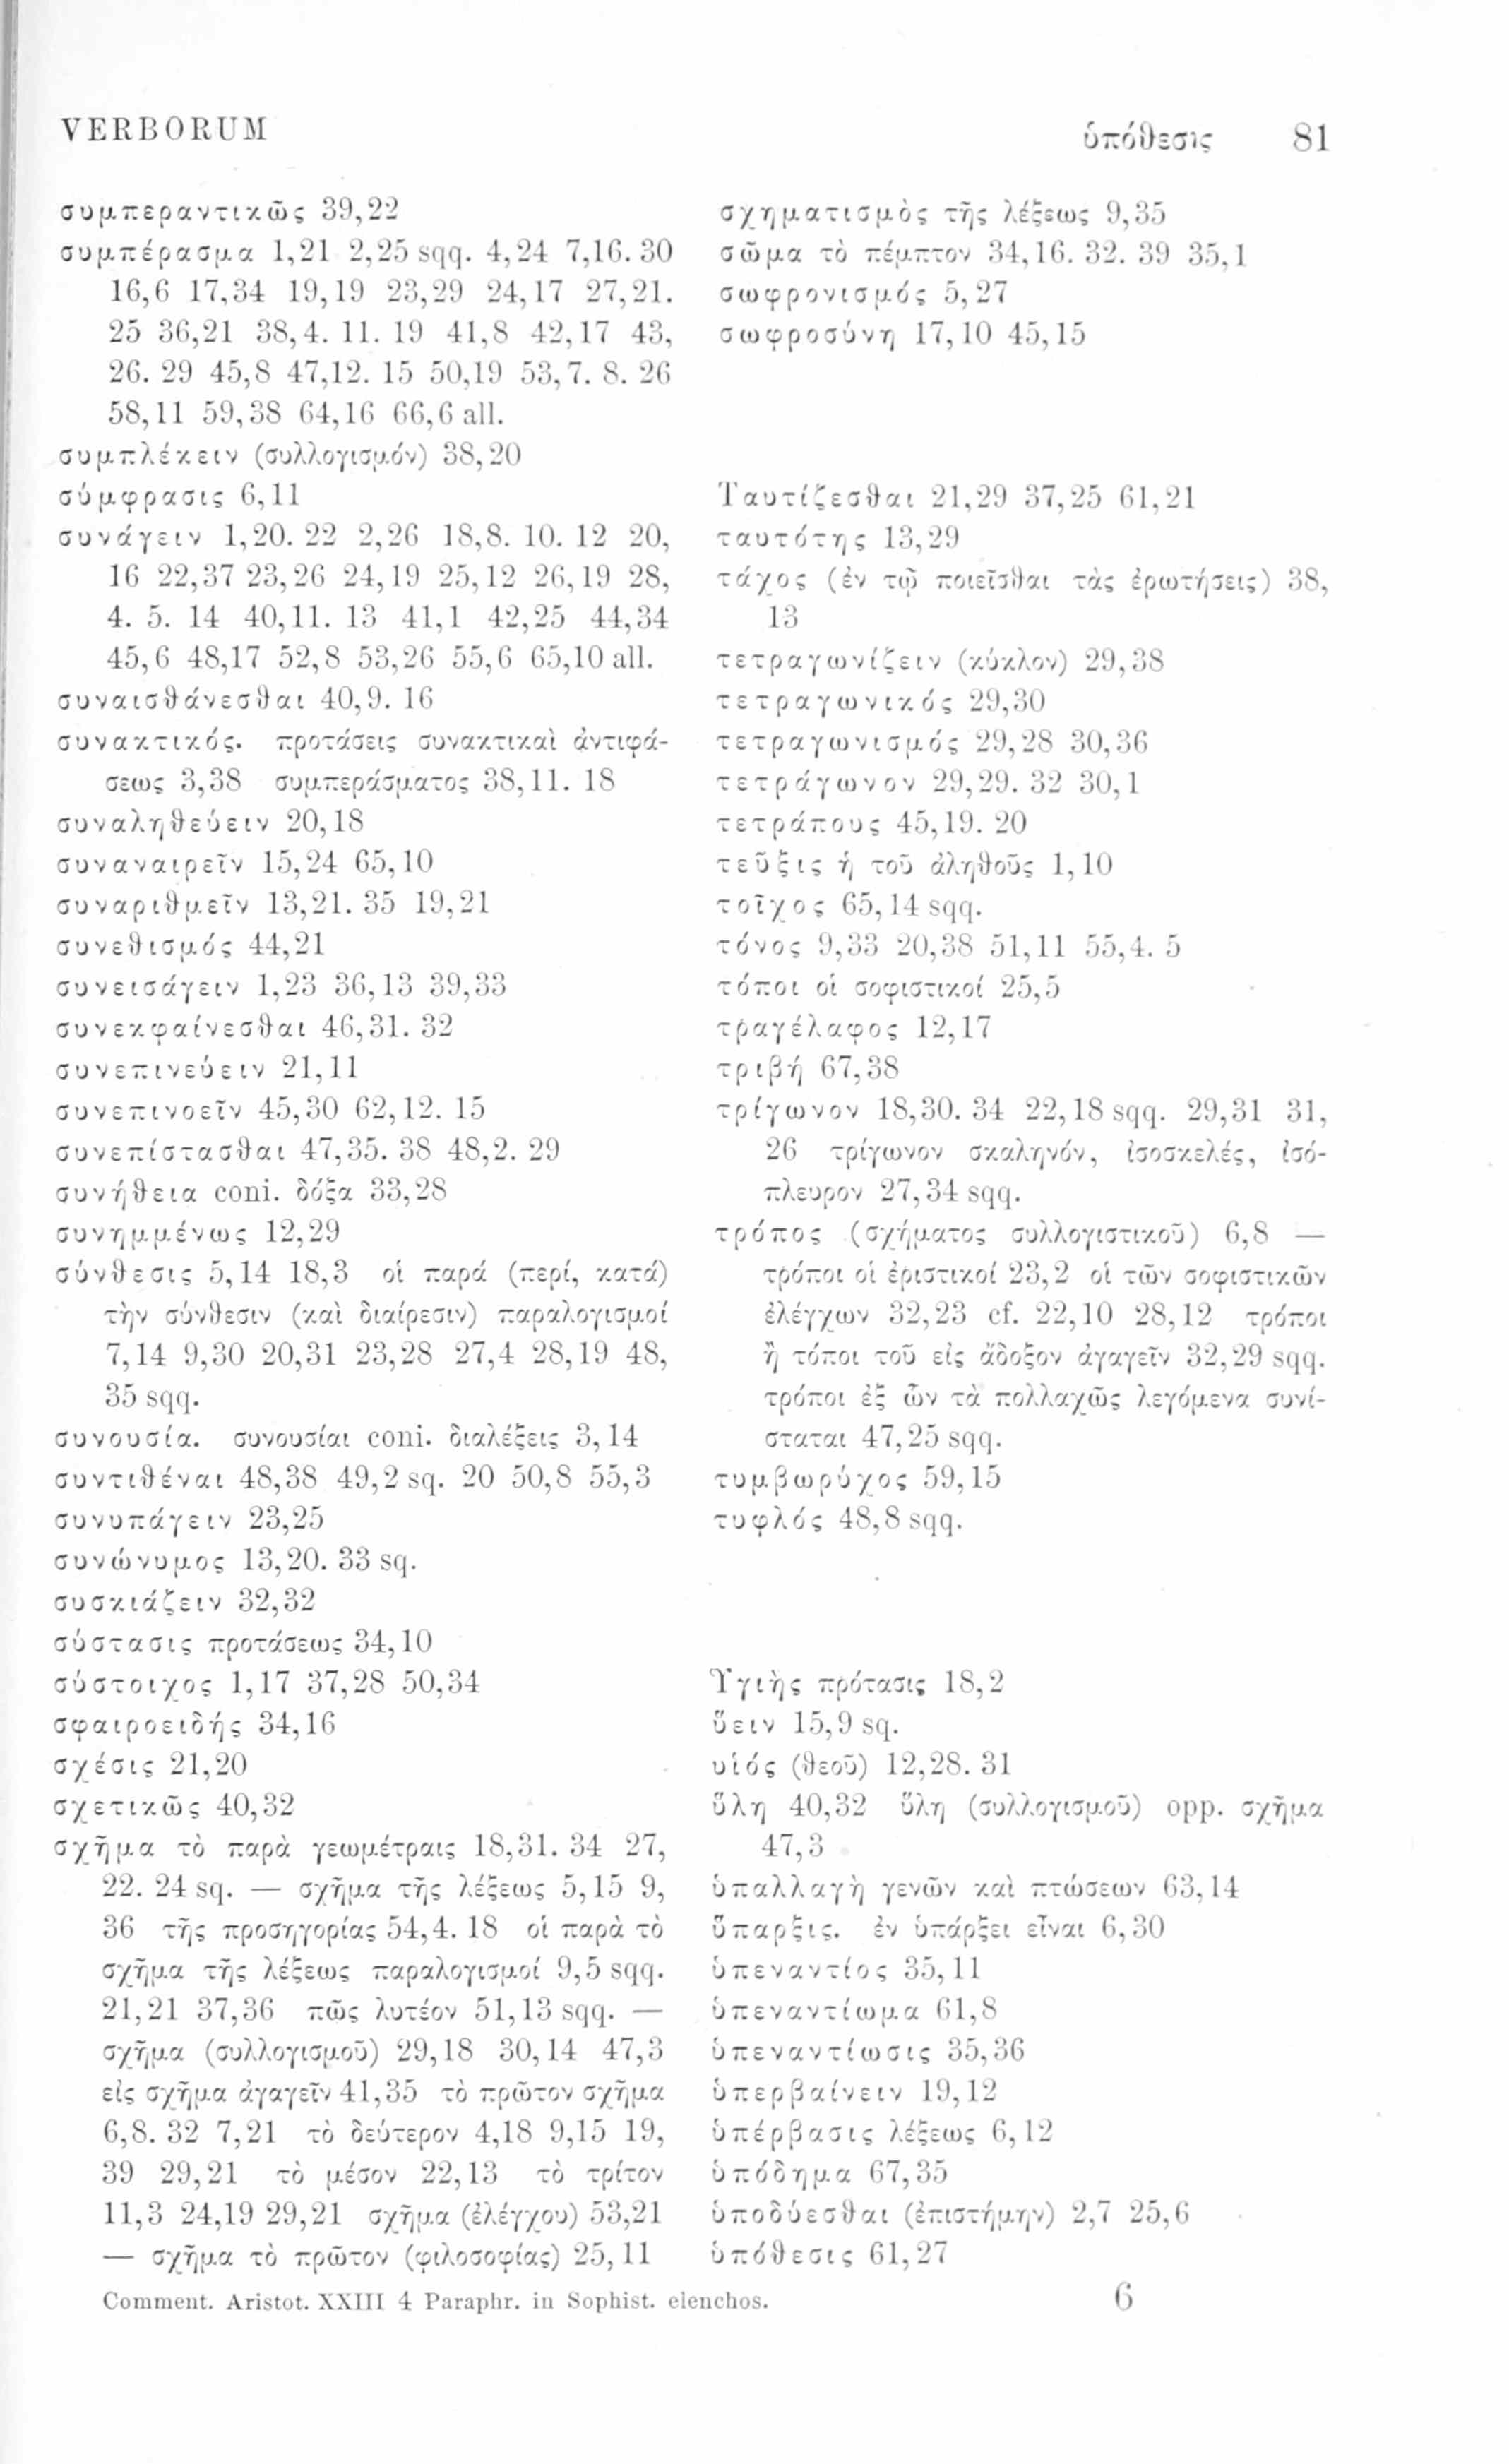 VERBORUM
ὑπόθεσις 81
συμπεραντικῶς 39,22
συμπέρασμα 1,21 2,25 sqq. 4,24 7,16. 30
16,6 17,34 19,19 23,29 24,17 27,21.
25 36,21 38,4. 11. 19 41,8 42,17 43,
26. 29 45,8 47,12. 15 50,19 53,7. 8. 26
58,11 59,38 64,16 66,6 all.
συμπλέκειν (συλλογισμόν) 38,20
σύμφρασις 6,11
συνάγειν 1,20. 22 2,26 18,8. 10. 12 20,
16 22,37 23,26 24,19 25,12 26,19 28,
4. 5. 14 40,11. 13 41,1 42,25 44,34
45,6 48,17 52,8 53,26 55,6 65,10 all.
συναισθάνεσθαι 40,9. 16
συνακτικός. προτάσεις συνακτικαὶ ἀντιφά-
σεως 3,38 συμπεράσματος 38,11. 18
συναληθεύειν 20,18
συναναιρεῖν 15,24 65,10
συναριθμεῖν 13,21. 35 19,21
συνεθισμός 44,21
συνεισάγειν 1,23 36,13 39,33
συνεκφαίνεσθαι 46,31. 32
συνεπινεύειν 21,11
συνεπινοεῖν 45,30 62,12. 15
συνεπίστασθαι 47,35. 38 48,2. 29
συνήθεια coni. δόξα 33,28
συνημμένως 12,29
σύνθεσις 5,14 18,3 οἱ παρά (περί, κατά)
τὴν σύνθεσιν (καὶ διαίρεσιν) παραλογισμοί
7,14 9,30 20,31 23,28 27,4 28,19 48,
35 sqq.
συνουσία. συνουσίαι coni. διαλέξεις 3,14
συντιθέναι 48,38 49,2 sq. 20 50,8 55,3
συνυπάγειν 23,25
συνώνυμος 13,20. 33 sq.
συσκιάζειν 32,32
σύστασις προτάσεως 34,10
σύστοιχος 1,17 37,28 50,34
σφαιροειδής 34,16
σχέσις 21,20
σχετικῶς 40,32
σχῆμα τὸ παρὰ γεωμέτραις 18,31. 34 27,
22. 24 sq. — σχῆμα τῆς λέξεως 5,15 9,
36 τῆς προσηγορίας 54,4. 18 οἱ παρὰ τὸ
σχῆμα τῆς λέξεως παραλογισμοί 9,5 sqq.
21,21 37,36 πῶς λυτέον 51,13 sqq. —
σχῆμα (συλλογισμοῦ) 29,18 30,14 47,3
εἰς σχῆμα ἀγαγεῖν 41,35 τὸ πρῶτον σχῆμα
6,8. 32 7,21 τὸ δεύτερον 4,18 9,15 19,
39 29,21 τὸ μέσον 22,13 τὸ τρίτον
11,3 24,19 29,21 σχῆμα (ἐλέγχου) 53,21
— σχῆμα τὸ πρῶτον (φιλοσοφίας) 25,11
σχηματισμὸς τῆς λέξεως 9,35
σῶμα τὸ πέμπτον 34,16. 32. 39 35,1
σωφρονισμός 5,27
σωφροσύνη 17,10 45,15
Ταυτίζεσθαι 21,29 37,25 61,21
ταυτότης 13,29
τάχος (ἐν τῷ ποιεῖσθαι τὰς ἐρωτήσεις) 38,
13
τετραγωνίζειν (κύκλον) 29,38
τετραγωνικός 29,30
τετραγωνισμός 29,28 30,36
τετράγωνον 29,29. 32 30,1
τετράπους 45,19. 20
τεῦξις ἡ τοῦ ἀληθοῦς 1,10
τοῖχος 65,14 sqq.
τόνος 9,33 20,38 51,11 55,4. 5
τόποι οἱ σοφιστικοί 25,5
τραγέλαφος 12,17
τριβή 67,38
τρίγωνον 18,30. 34 22,18 sqq. 29,31 31,
26 τρίγωνον σκαληνόν, ἰσοσκελές, ἰσό-
πλευρον 27,34 sqq.
τρόπος (σχήματος συλλογιστικοῦ) 6,8 —
τρόποι οἱ ἐριστικοί 23,2 οἱ τῶν σοφιστικῶν
ἐλέγχων 32,23 cf. 22,10 28,12 τρόποι
ἢ τόποι τοῦ εἰς ἄδοξον ἀγαγεῖν 32,29 sqq.
τρόποι ἐξ ὧν τὰ πολλαχῶς λεγόμενα συνί-
σταται 47,25 sqq.
τυμβωρύχος 59,15
τυφλός 48,8 sqq.
Ὑγιὴς πρότασις 18,2
ὕειν 15,9 sq.
υἱός (θεοῦ) 12,28. 31
ὕλη 40,32 ὕλη (συλλογισμοῦ) opp. σχῆμα
47,3
ὑπαλλαγὴ γενῶν καὶ πτώσεων 63,14
ὕπαρξις. ἐν ὑπάρξει εἶναι 6,30
ὑπεναντίος 35,11
ὑπεναντίωμα 61,8
ὑπεναντίωσις 35,36
ὑπερβαίνειν 19,12
ὑπέρβασις λέξεως 6,12
ὑπόδημα 67,35
ὑποδύεσθαι (ἐπιστήμην) 2,7 25,6
ὑπόθεσις 61,27
Comment. Aristot. XXIII 4 Paraphr. in Sophist. elenchos.
6